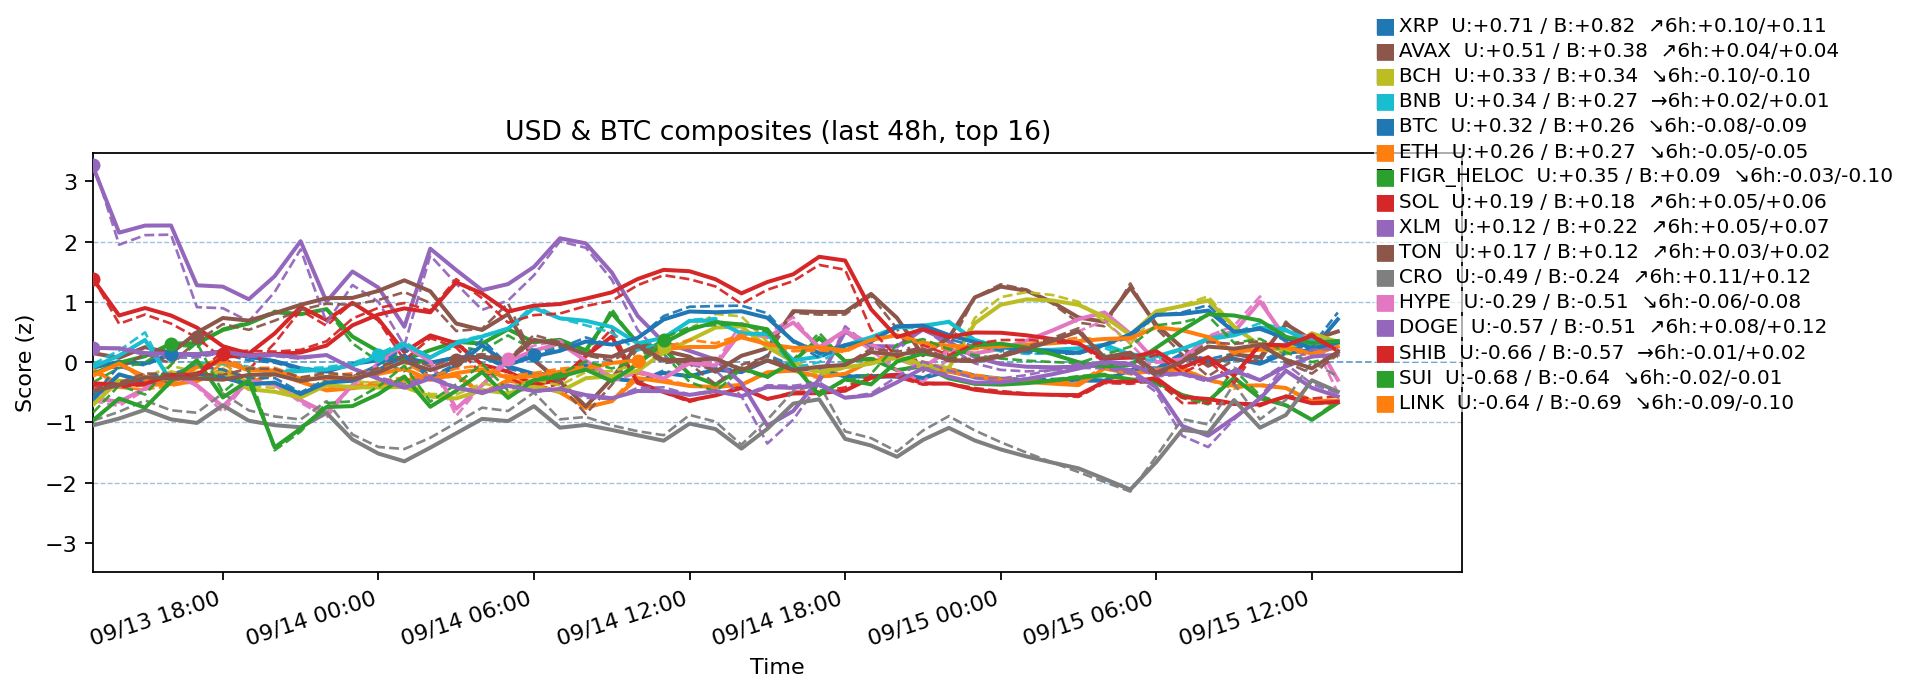 XRP  U:+0.71 / B:+0.82  ↗6h:+0.10/+0.11
AVAX  U:+0.51 / B:+0.38  ↗6h:+0.04/+0.04
BCH  U:+0.33 / B:+0.34  ↘6h:-0.10/-0.10
BNB  U:+0.34 / B:+0.27  →6h:+0.02/+0.01
BTC  U:+0.32 / B:+0.26  ↘6h:-0.08/-0.09
ETH  U:+0.26 / B:+0.27  ↘6h:-0.05/-0.05
FIGR_HELOC  U:+0.35 / B:+0.09  ↘6h:-0.03/-0.10
SOL  U:+0.19 / B:+0.18  ↗6h:+0.05/+0.06
XLM  U:+0.12 / B:+0.22  ↗6h:+0.05/+0.07
TON  U:+0.17 / B:+0.12  ↗6h:+0.03/+0.02
CRO  U:-0.49 / B:-0.24  ↗6h:+0.11/+0.12
HYPE  U:-0.29 / B:-0.51  ↘6h:-0.06/-0.08
DOGE  U:-0.57 / B:-0.51  ↗6h:+0.08/+0.12
SHIB  U:-0.66 / B:-0.57  →6h:-0.01/+0.02
SUI  U:-0.68 / B:-0.64  ↘6h:-0.02/-0.01
LINK  U:-0.64 / B:-0.69  ↘6h:-0.09/-0.10
USD & BTC composites (last 48h, top 16)
Score (z)
3
2
1
0
−1
−2
−3
09/13 18:00
09/14 00:00
09/14 06:00
09/14 12:00
09/14 18:00
09/15 00:00
09/15 06:00
09/15 12:00
Time